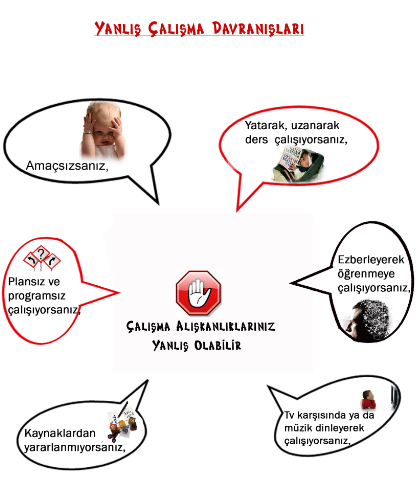 Yanlış Çalışma Davranışları
Amaçsızsanız,
Yatarak, uzanarak
ders çalışıyorsanız,
Plansız ve
programsız
çalışıyorsanız,
Ezberleyerek
öğrenmeye
çalışıyorsanız,
Çalışma Alışkanlıklarınız
Yanlış Olabilir
Kaynaklardan
yararlanmıyorsanız,
Tv karşısında ya da
müzik dinleyerek
çalışıyorsanız,